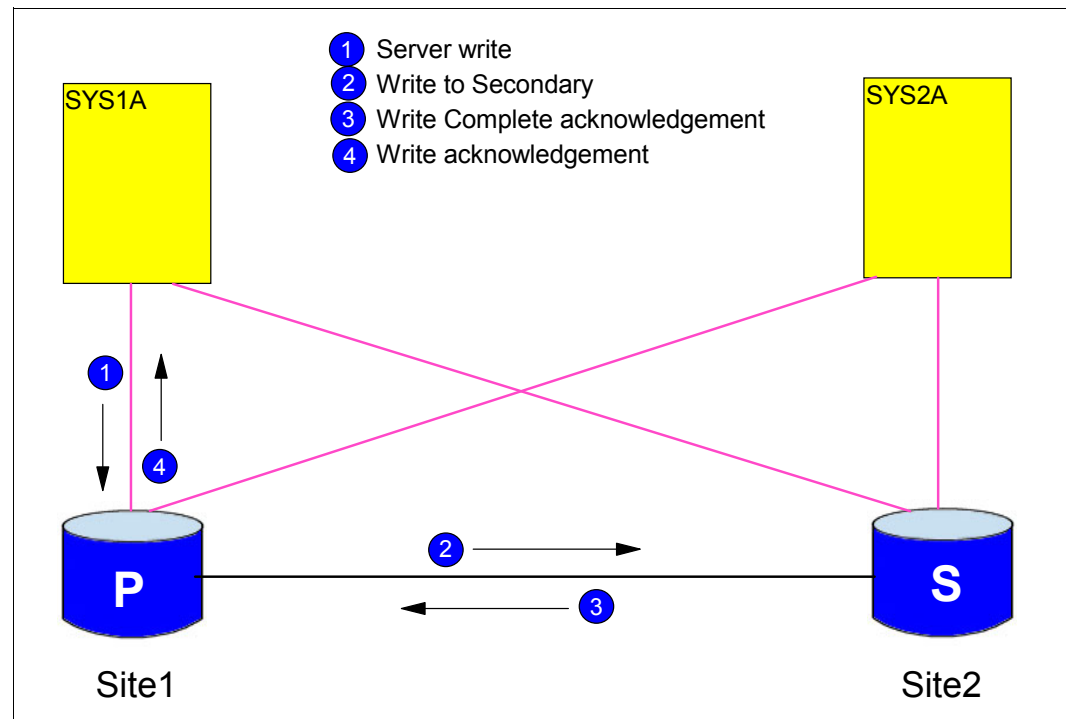 1 Server write
2 Write to Secondary
3 Write Complete acknowledgement
4 Write acknowledgement
SYS1A
SYS2A
1
4
2
3
P
S
Site1
Site2